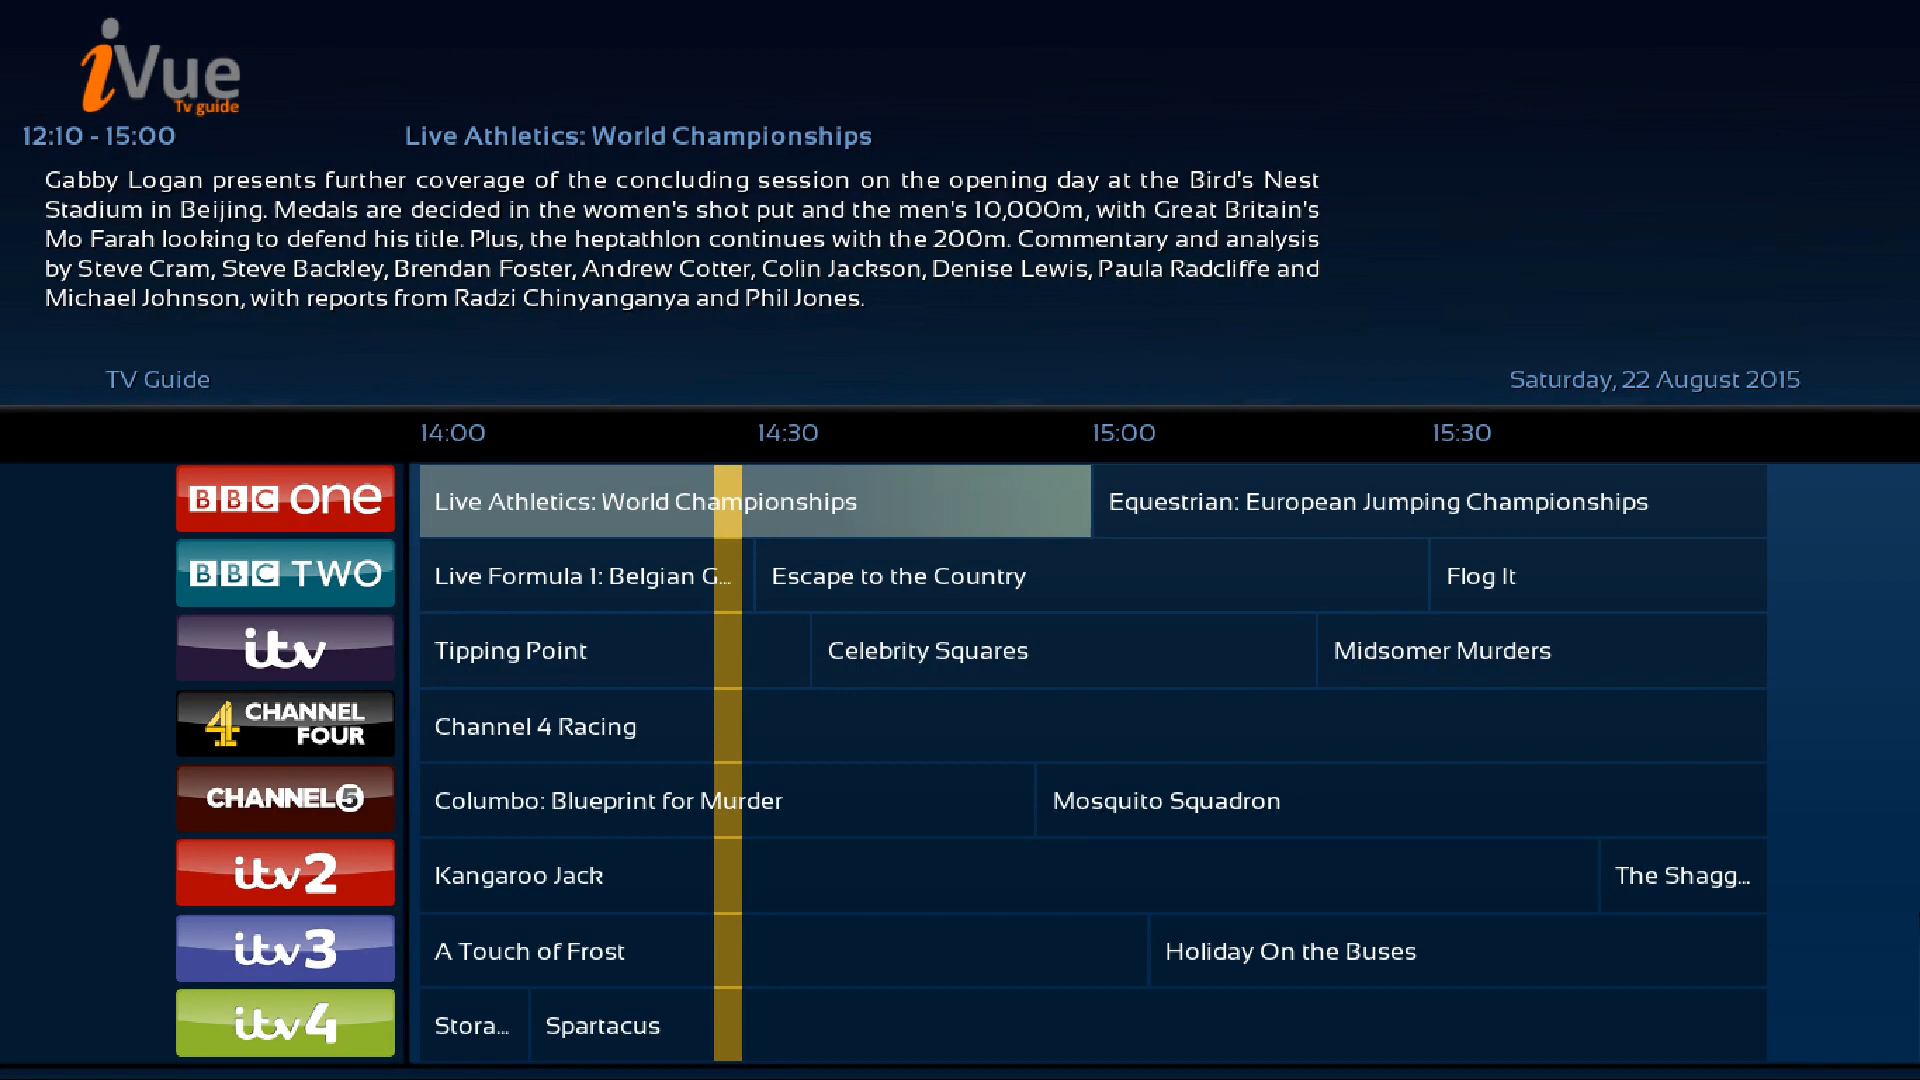 iVue
Tv guide
12:10 - 15:00 Live Athletics: World Championships
Gabby Logan presents further coverage of the concluding session on the opening day at the Bird's Nest
Stadium in Beijing. Medals are decided in the women's shot put and the men's 10,000m, with Great Britain's
Mo Farah looking to defend his title. Plus, the heptathlon continues with the 200m. Commentary and analysis
by Steve Cram, Steve Backley, Brendan Foster, Andrew Cotter, Colin Jackson, Denise Lewis, Paula Radcliffe and
Michael Johnson, with reports from Radzi Chinyanganya and Phil Jones.
TV Guide Saturday, 22 August 2015
14:00 14:30 15:00 15:30
BBC one Live Athletics: World Championships Equestrian: European Jumping Championships
BBC TWO Live Formula 1: Belgian G... Escape to the Country Flog It
itv Tipping Point Celebrity Squares Midsomer Murders
4 CHANNEL FOUR Channel 4 Racing
CHANNEL 5 Columbo: Blueprint for Murder Mosquito Squadron
itv2 Kangaroo Jack The Shagg...
itv3 A Touch of Frost Holiday On the Buses
itv4 Stora... Spartacus